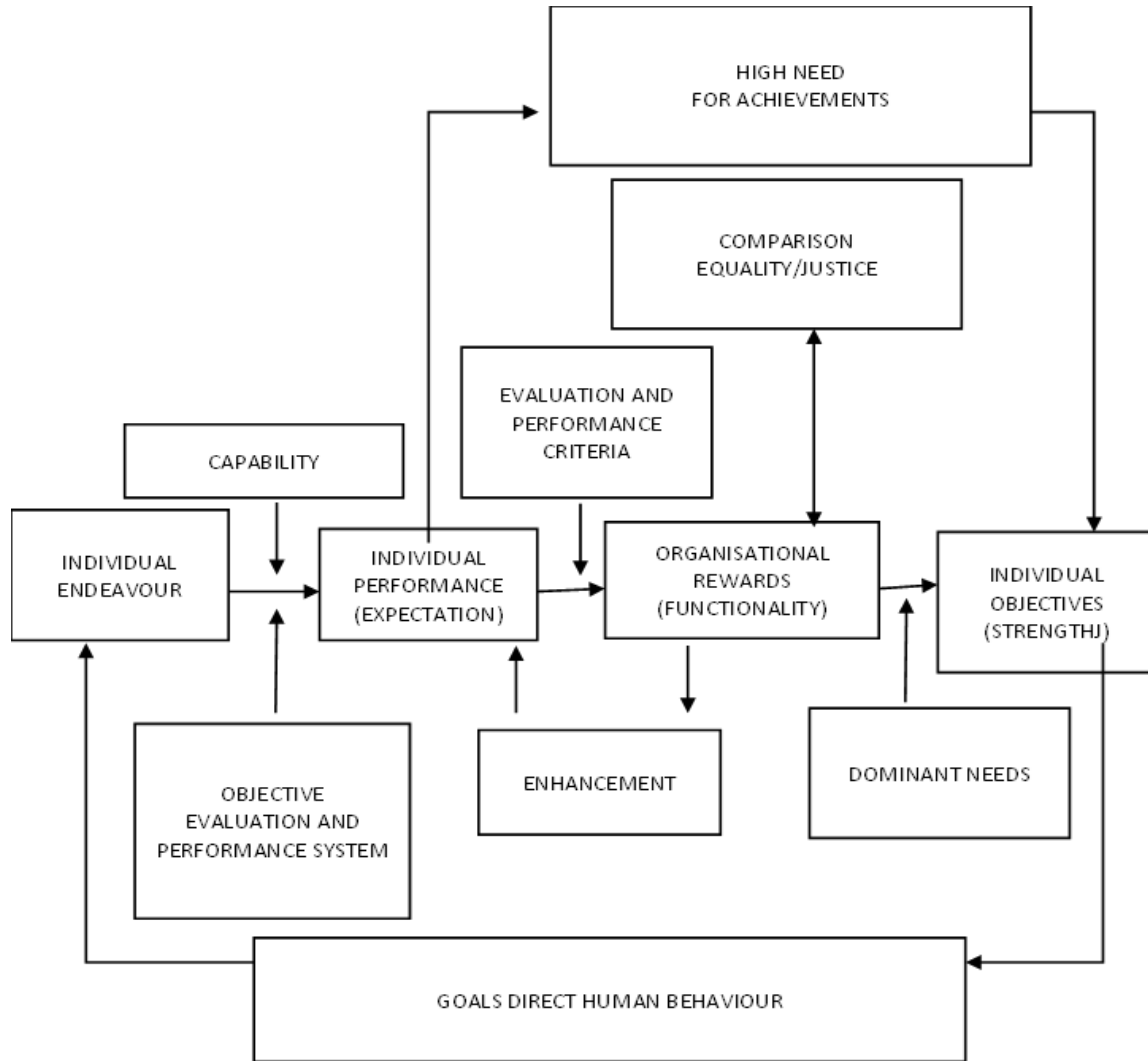 HIGH NEED
FOR ACHIEVEMENTS
COMPARISON
EQUALITY/JUSTICE
EVALUATION AND
PERFORMANCE
CRITERIA
CAPABILITY
INDIVIDUAL
ENDEAVOUR
INDIVIDUAL
PERFORMANCE
(EXPECTATION)
ORGANISATIONAL
REWARDS
(FUNCTIONALITY)
INDIVIDUAL
OBJECTIVES
(STRENGTHJ)
OBJECTIVE
EVALUATION AND
PERFORMANCE SYSTEM
ENHANCEMENT
DOMINANT NEEDS
GOALS DIRECT HUMAN BEHAVIOUR